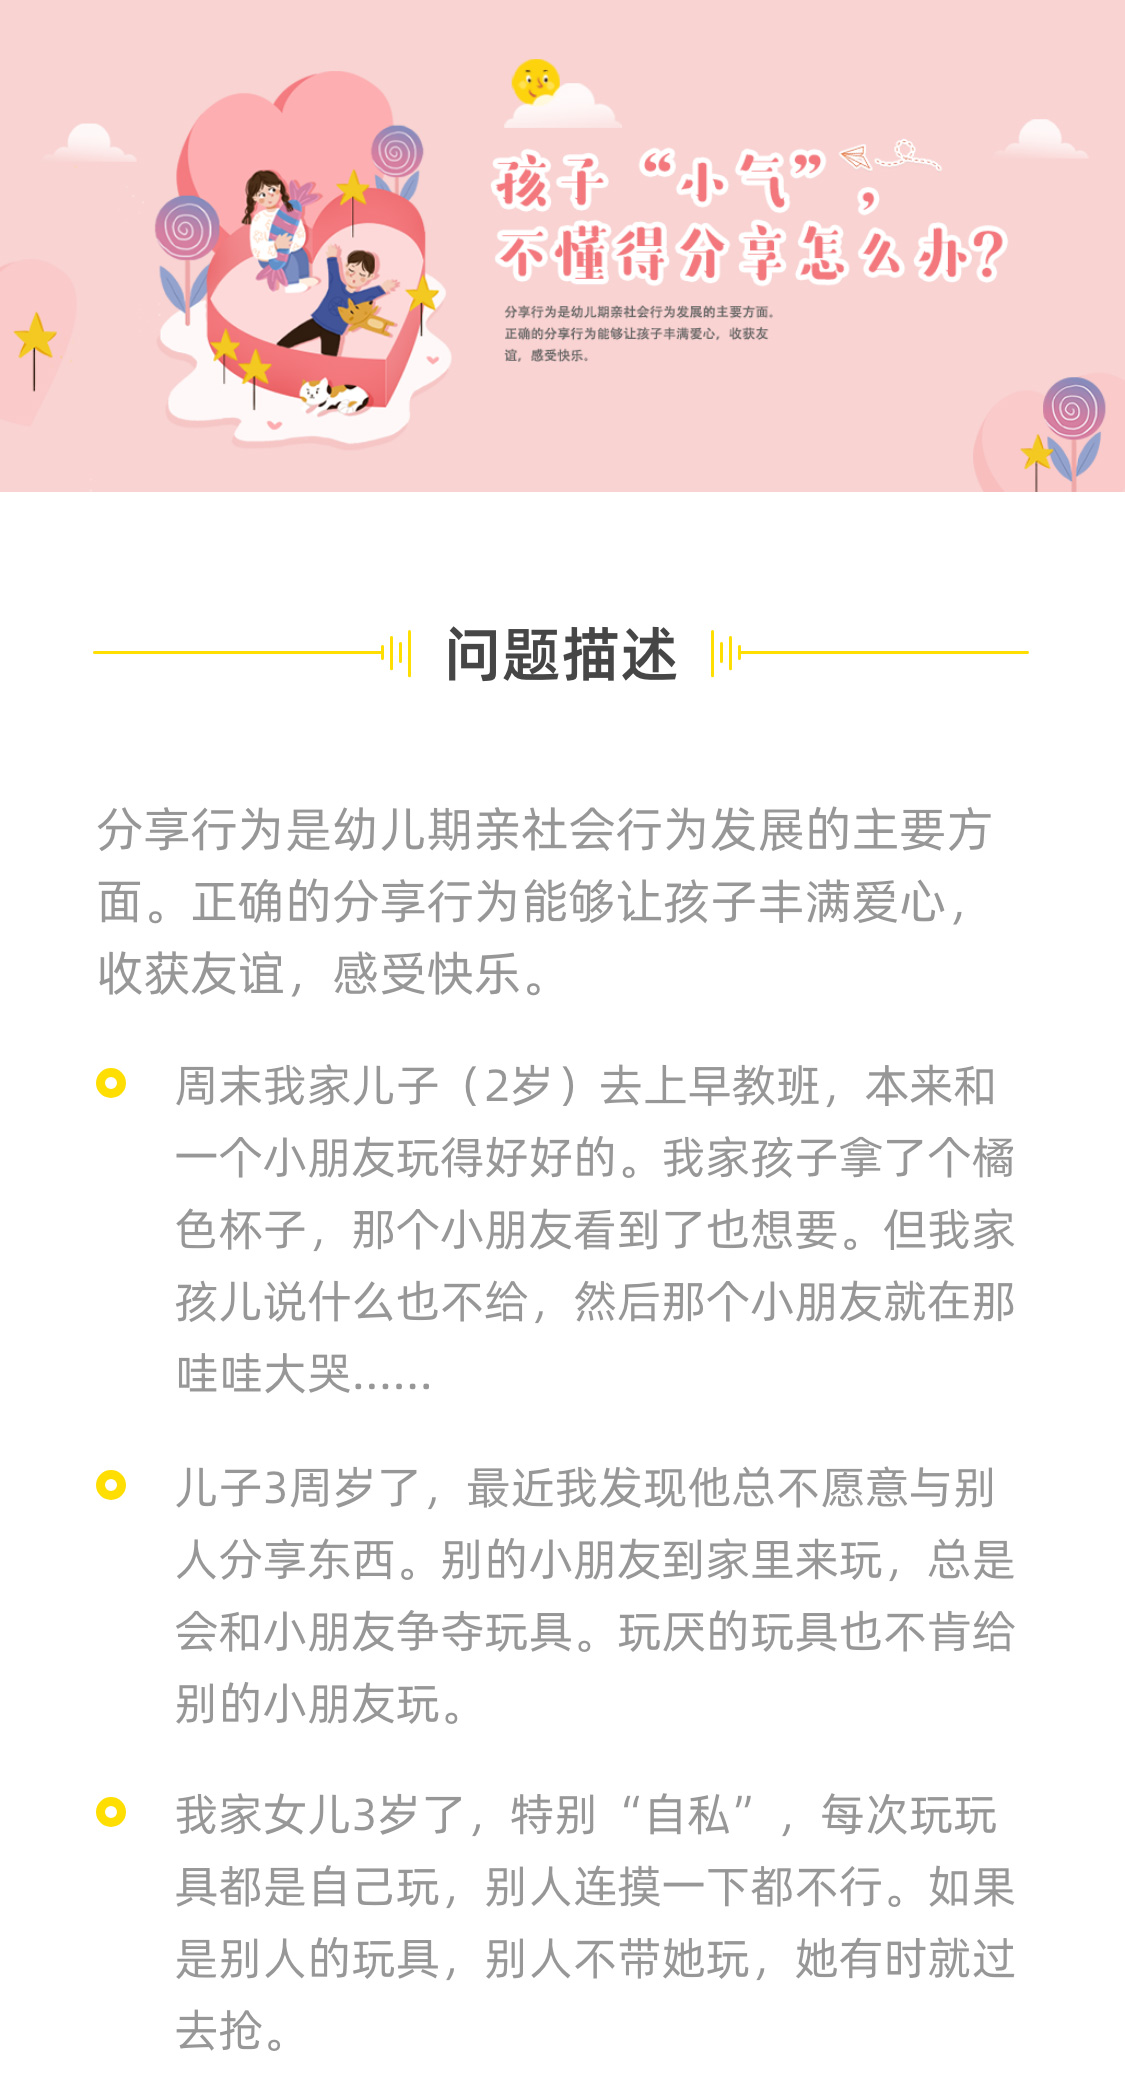 孩子“小气”，
不懂得分享怎么办？
分享行为是幼儿期亲社会行为发展的主要方面。
正确的分享行为能够让孩子丰满爱心，收获友
谊，感受快乐。
问题描述
分享行为是幼儿期亲社会行为发展的主要方
面。正确的分享行为能够让孩子丰满爱心，
收获友谊，感受快乐。
周末我家儿子（2岁）去上早教班，本来和
一个小朋友玩得好好的。我家孩子拿了个橘
色杯子，那个小朋友看到了也想要。但我家
孩儿说什么也不给，然后那个小朋友就在那
哇哇大哭......
儿子3周岁了，最近我发现他总不愿意与别
人分享东西。别的小朋友到家里来玩，总是
会和小朋友争夺玩具。玩厌的玩具也不肯给
别的小朋友玩。
我家女儿3岁了，特别“自私”，每次玩玩
具都是自己玩，别人连摸一下都不行。如果
是别人的玩具，别人不带她玩，她有时就过
去抢。